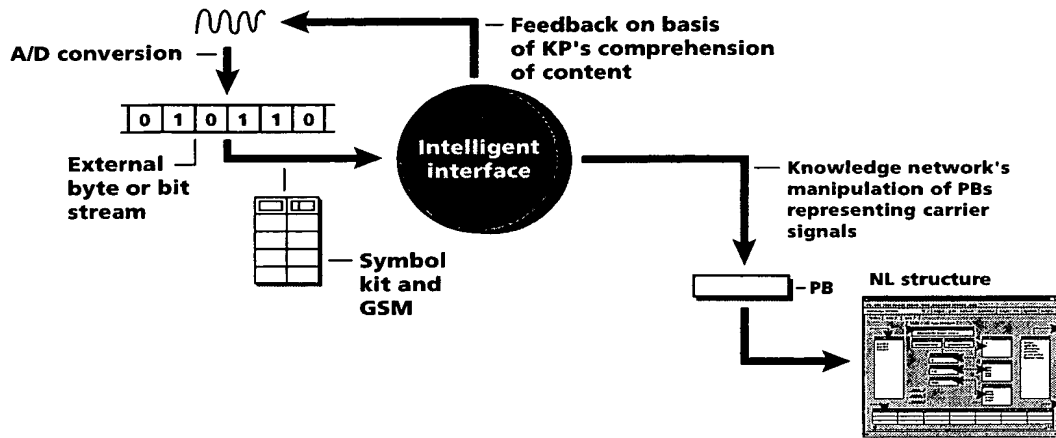 Feedback on basis
of KP's comprehension
of content
A/D conversion
0 1 0 1 1 0
Intelligent
interface
External
byte or bit
stream
Knowledge network's
manipulation of PBs
representing carrier
signals
Symbol
kit and
GSM
PB
NL structure